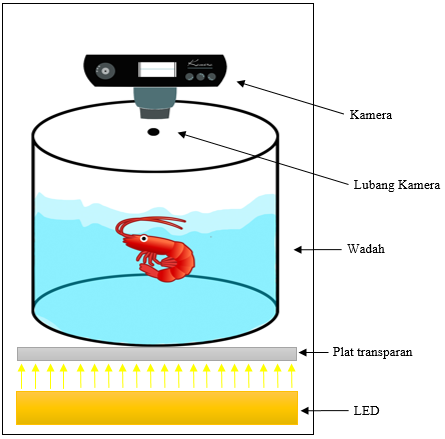 Kamera
Lubang Kamera
Wadah
Plat transparan
LED